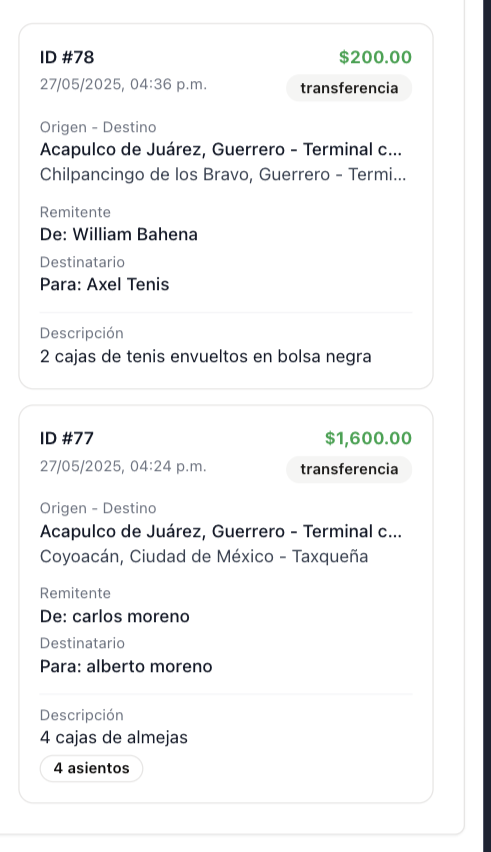 ID #78
$200.00
27/05/2025, 04:36 p.m.
transferencia
Origen - Destino
Acapulco de Juárez, Guerrero - Terminal c...
Chilpancingo de los Bravo, Guerrero - Termi...
Remitente
De: William Bahena
Destinatario
Para: Axel Tenis
Descripción
2 cajas de tenis envueltos en bolsa negra
ID #77
$1,600.00
27/05/2025, 04:24 p.m.
transferencia
Origen - Destino
Acapulco de Juárez, Guerrero - Terminal c...
Coyoacán, Ciudad de México - Taxqueña
Remitente
De: carlos moreno
Destinatario
Para: alberto moreno
Descripción
4 cajas de almejas
4 asientos